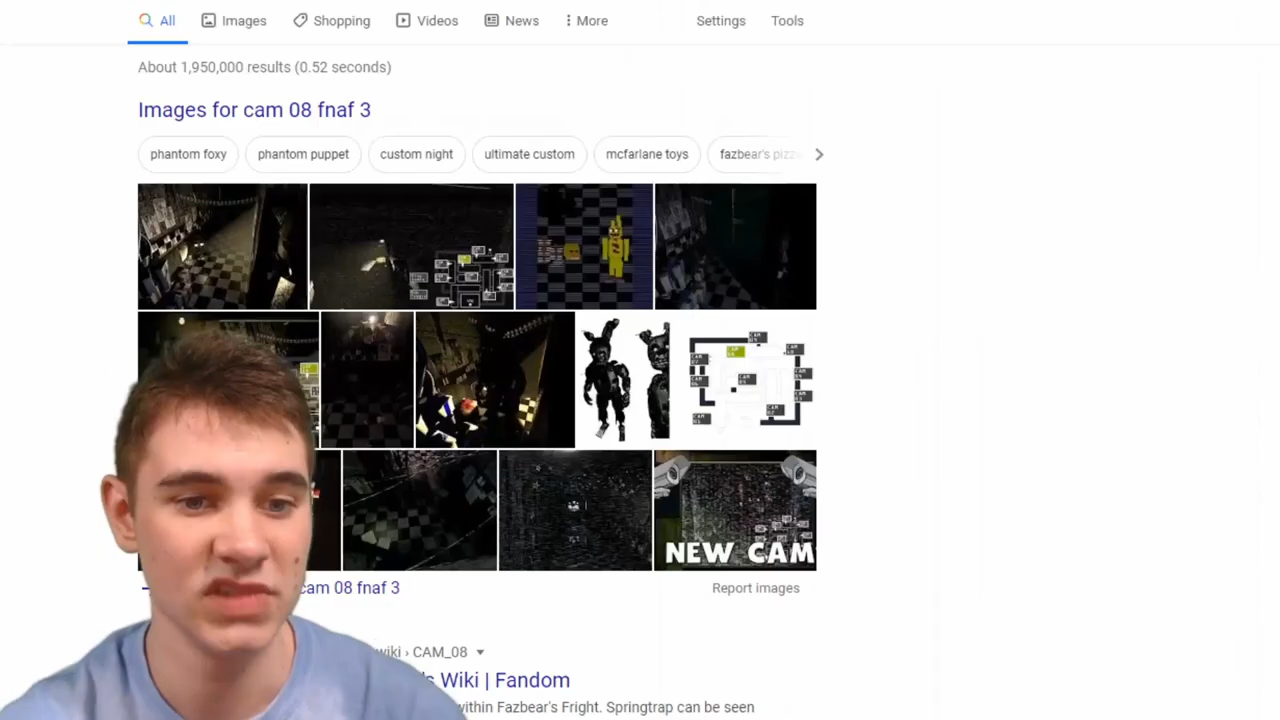 All Images Shopping Videos News More Settings Tools
About 1,950,000 results (0.52 seconds)
Images for cam 08 fnaf 3
phantom foxy phantom puppet custom night ultimate custom mcfarlane toys fazbear's pizz
NEW CAM
cam 08 fnaf 3 Report images
wiki › CAM_08
's Wiki | Fandom
within Fazbear's Fright. Springtrap can be seen